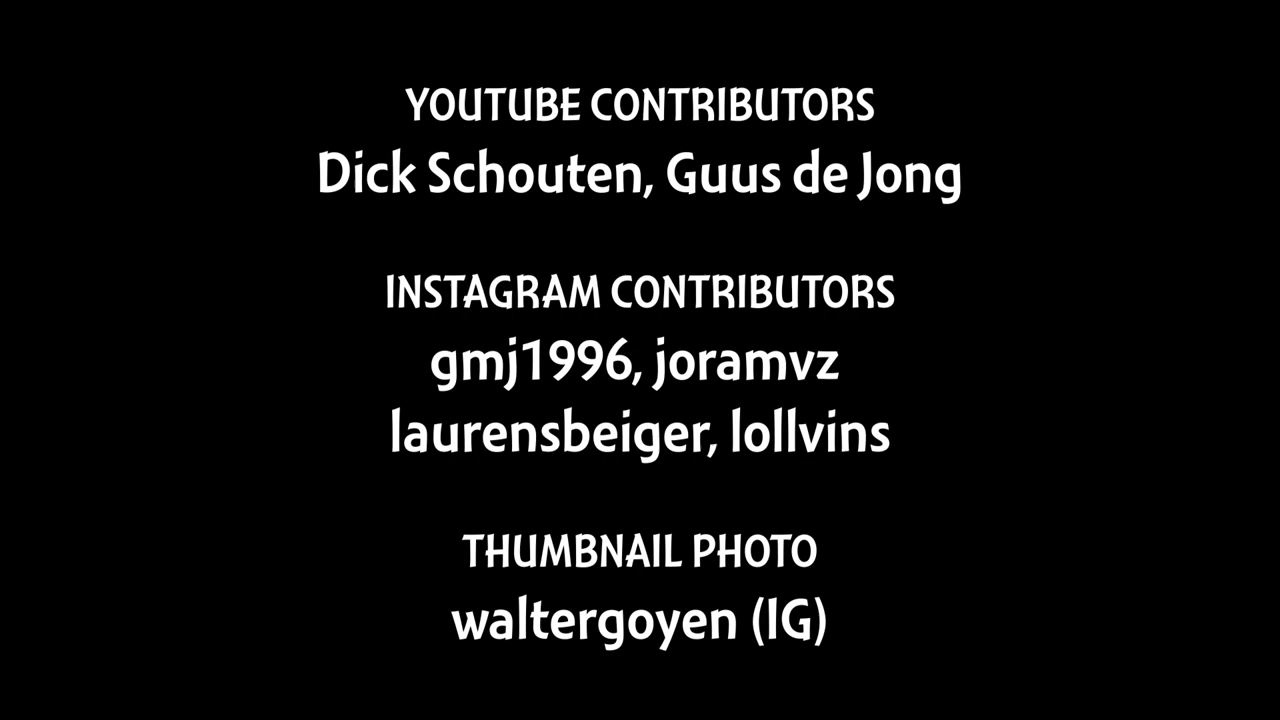 YOUTUBE CONTRIBUTORS
Dick Schouten, Guus de Jong
INSTAGRAM CONTRIBUTORS
gmj1996, joramvz
laurensbeiger, lollvins
THUMBNAIL PHOTO
waltergoyen (IG)